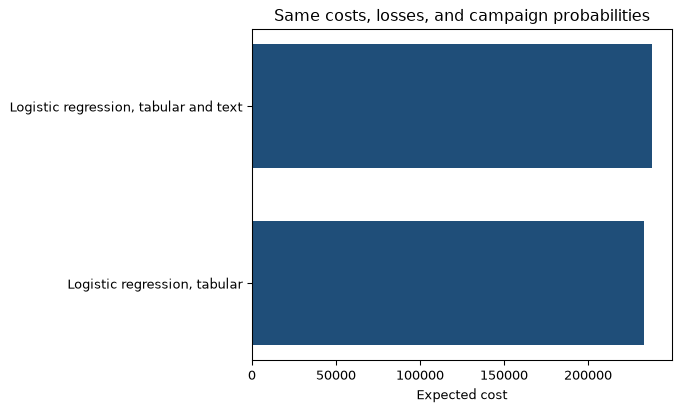 Same costs, losses, and campaign probabilities
Logistic regression, tabular and text
Logistic regression, tabular
0 50000 100000 150000 200000
Expected cost